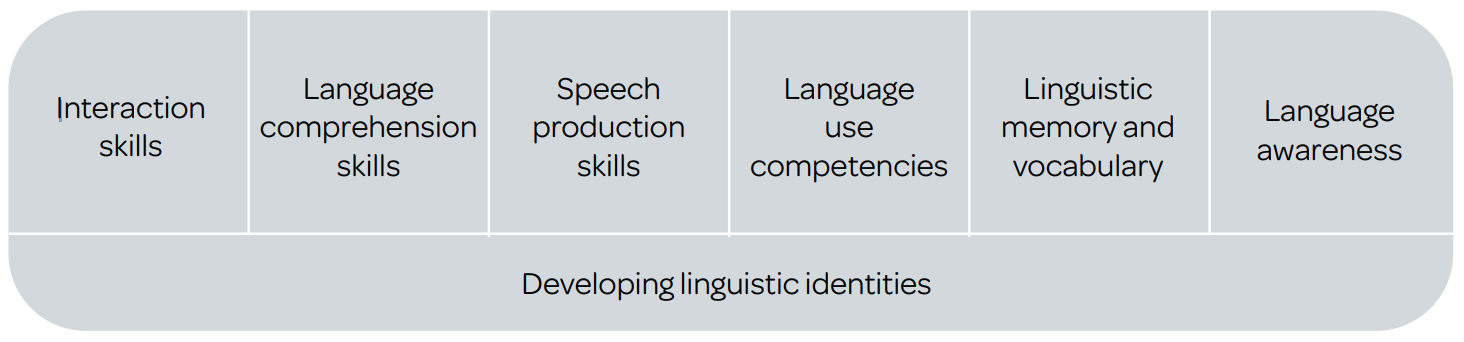 Interaction
skills
Language
comprehension
skills
Speech
production
skills
Language
use
competencies
Linguistic
memory and
vocabulary
Language
awareness
Developing linguistic identities